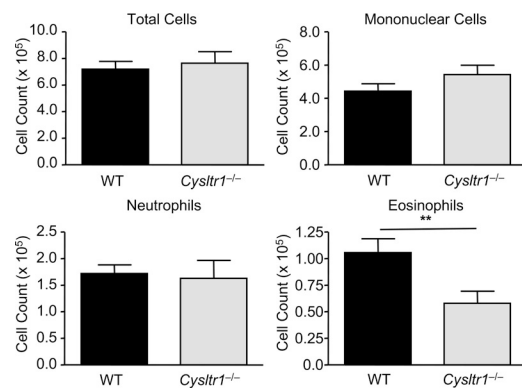 Total Cells
Cell Count (x 10⁵)
8.0
6.0
4.0
2.0
0.0
WT
Cysltr1⁻/⁻
Mononuclear Cells
Cell Count (x 10⁵)
8.0
6.0
4.0
2.0
0.0
WT
Cysltr1⁻/⁻
Neutrophils
Cell Count (x 10⁵)
2.5
2.0
1.5
1.0
0.5
0.0
WT
Cysltr1⁻/⁻
Eosinophils
**
Cell Count (x 10⁵)
1.25
1.00
0.75
0.50
0.25
0.00
WT
Cysltr1⁻/⁻